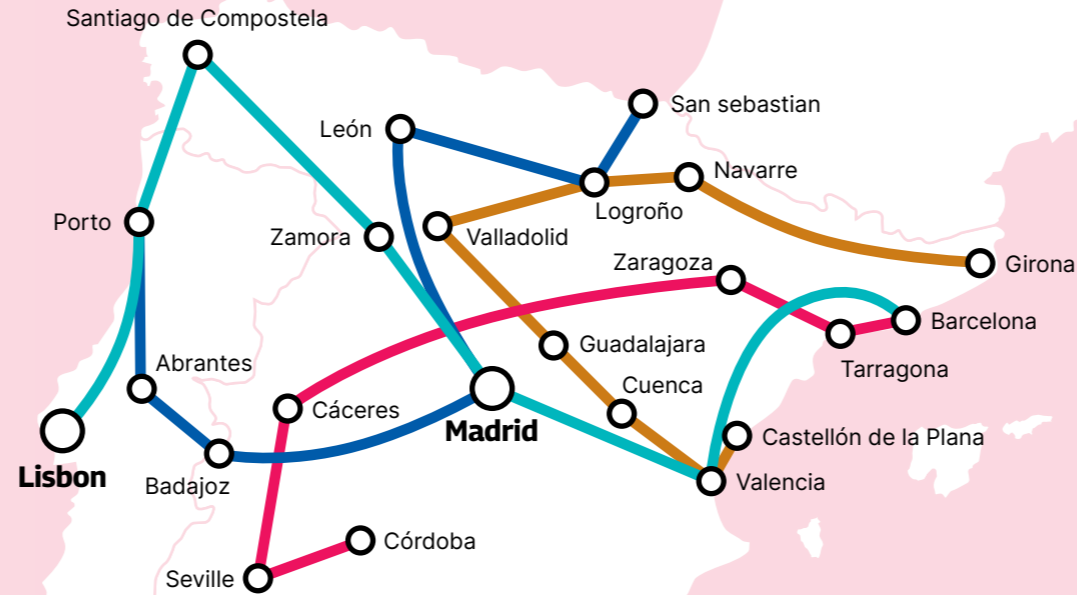 Santiago de Compostela
San sebastian
León
Navarre
Logroño
Porto
Zamora
Valladolid
Zaragoza
Girona
Barcelona
Guadalajara
Abrantes
Tarragona
Cuenca
Cáceres
Madrid
Castellón de la Plana
Lisbon
Badajoz
Valencia
Córdoba
Seville